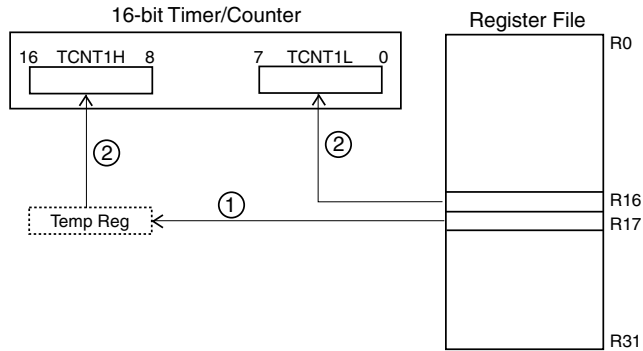 16-bit Timer/Counter
Register File
16 TCNT1H 8
7 TCNT1L 0
R0
②
②
①
Temp Reg
R16
R17
R31